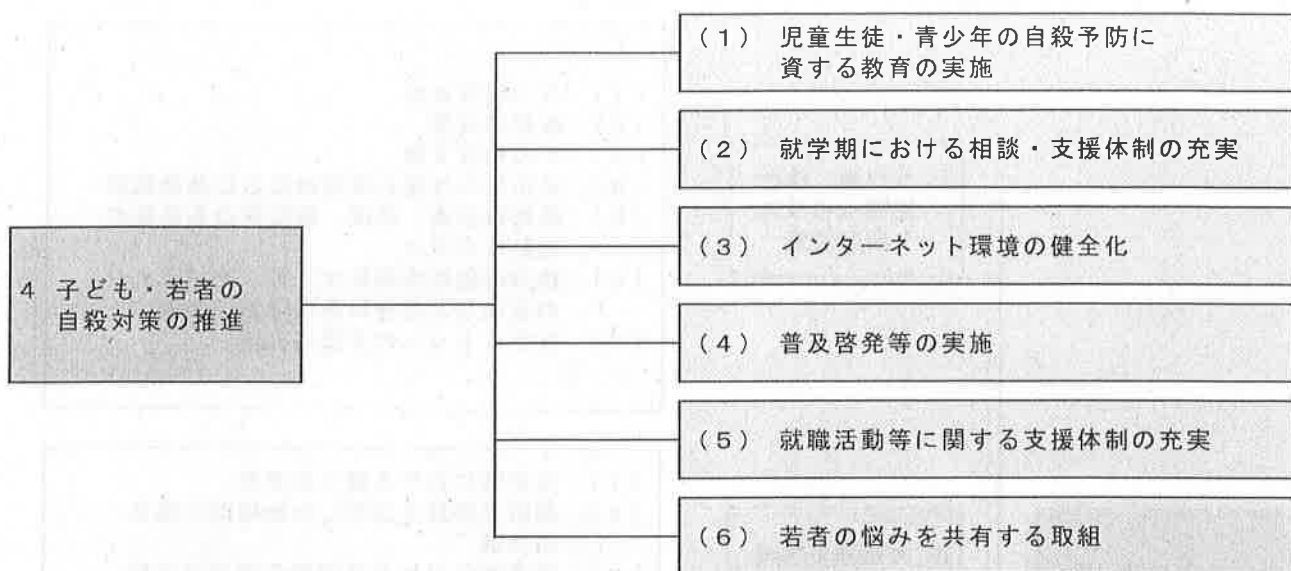 4 子ども・若者の
自殺対策の推進
(1) 児童生徒・青少年の自殺予防に
資する教育の実施
(2) 就学期における相談・支援体制の充実
(3) インターネット環境の健全化
(4) 普及啓発等の実施
(5) 就職活動等に関する支援体制の充実
(6) 若者の悩みを共有する取組